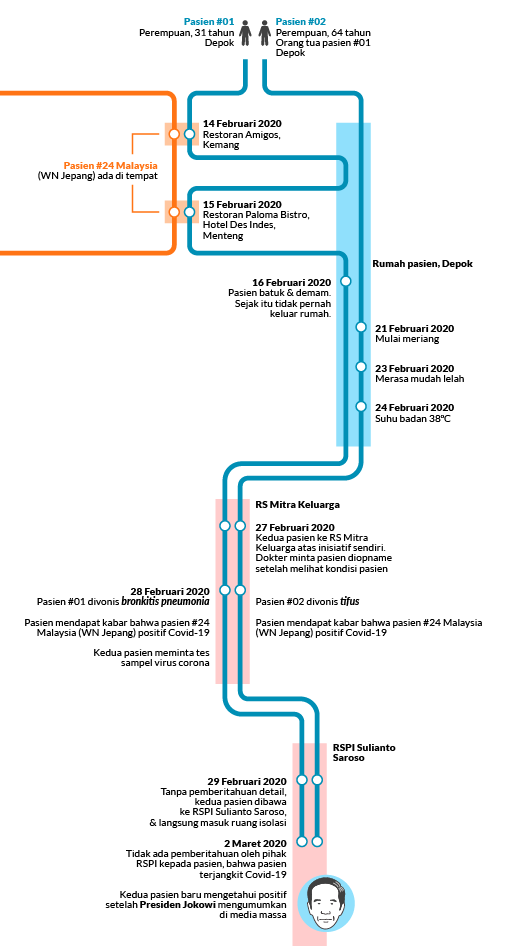 Pasien #01
Perempuan, 31 tahun
Depok
Pasien #02
Perempuan, 64 tahun
Orang tua pasien #01
Depok
14 Februari 2020
Restoran Amigos,
Kemang
Pasien #24 Malaysia
(WN Jepang) ada di tempat
15 Februari 2020
Restoran Paloma Bistro,
Hotel Des Indes,
Menteng
Rumah pasien, Depok
16 Februari 2020
Pasien batuk & demam.
Sejak itu tidak pernah
keluar rumah.
21 Februari 2020
Mulai meriang
23 Februari 2020
Merasa mudah lelah
24 Februari 2020
Suhu badan 38°C
RS Mitra Keluarga
27 Februari 2020
Kedua pasien ke RS Mitra
Keluarga atas inisiatif sendiri.
Dokter minta pasien diopname
setelah melihat kondisi pasien
28 Februari 2020
Pasien #01 divonis bronkitis pneumonia
Pasien mendapat kabar bahwa pasien #24
Malaysia (WN Jepang) positif Covid-19
Kedua pasien meminta tes
sampel virus corona
Pasien #02 divonis tifus
Pasien mendapat kabar bahwa pasien #24 Malaysia
(WN Jepang) positif Covid-19
RSPI Sulianto
Saroso
29 Februari 2020
Tanpa pemberitahuan detail,
kedua pasien dibawa
ke RSPI Sulianto Saroso,
& langsung masuk ruang isolasi
2 Maret 2020
Tidak ada pemberitahuan oleh pihak
RSPI kepada pasien, bahwa pasien
terjangkit Covid-19
Kedua pasien baru mengetahui positif
setelah Presiden Jokowi mengumumkan
di media massa